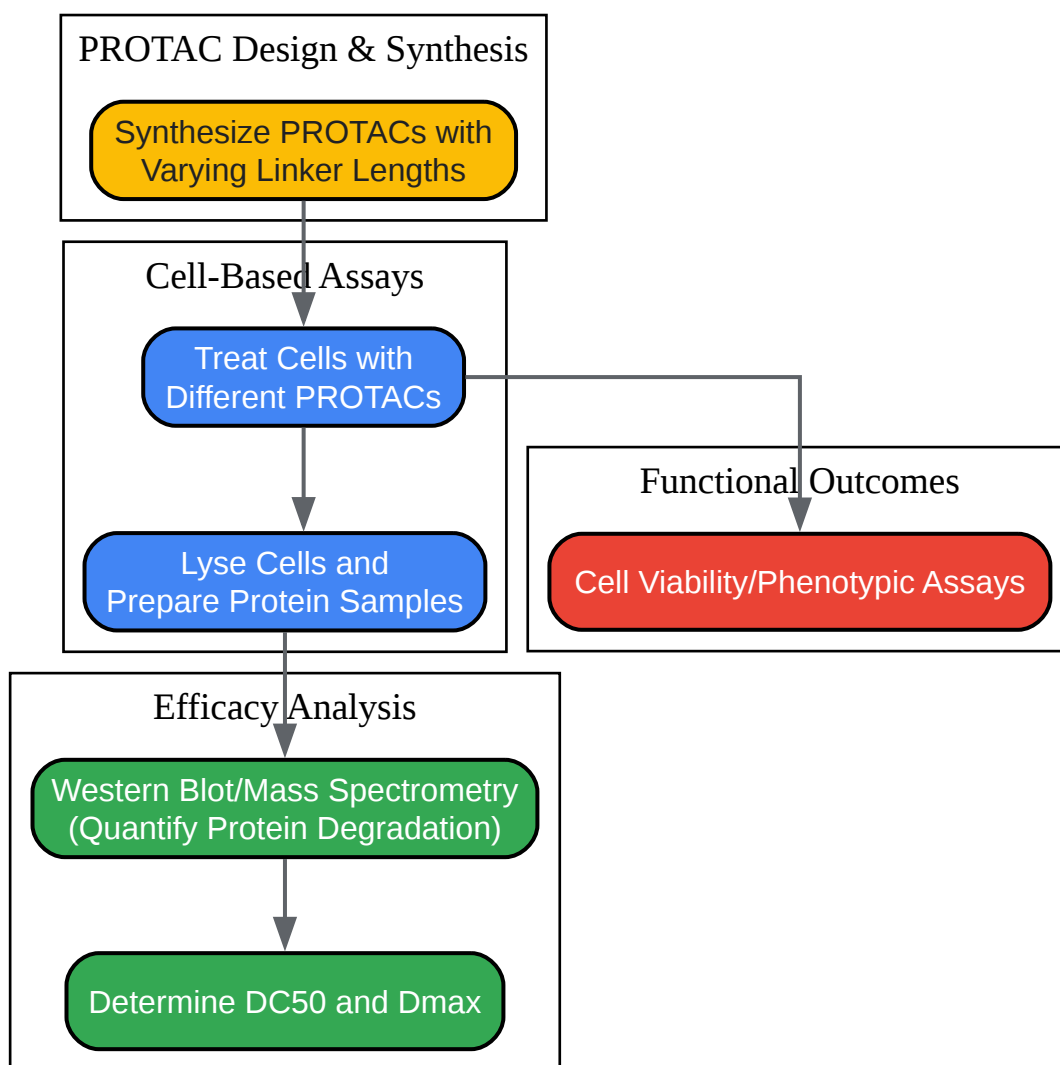 PROTAC Design & Synthesis
Synthesize PROTACs with
Varying Linker Lengths
Cell-Based Assays
Treat Cells with
Different PROTACs
Lyse Cells and
Prepare Protein Samples
Functional Outcomes
Cell Viability/Phenotypic Assays
Efficacy Analysis
Western Blot/Mass Spectrometry
(Quantify Protein Degradation)
Determine DC50 and Dmax